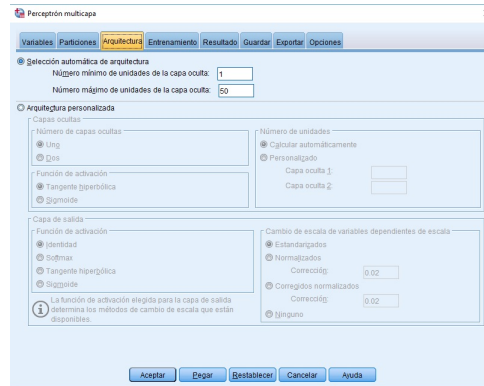 Perceptrón multicapa
Variables Particiones Arquitectura Entrenamiento Resultado Guardar Exportar Opciones
Selección automática de arquitectura
Número mínimo de unidades de la capa oculta: 1
Número máximo de unidades de la capa oculta: 50
Arquitectura personalizada
Capas ocultas
Número de capas ocultas
Uno
Dos
Función de activación
Tangente hiperbólica
Sigmoide
Número de unidades
Calcular automáticamente
Personalizado
Capa oculta 1:
Capa oculta 2:
Capa de salida
Función de activación
Identidad
Softmax
Tangente hiperbólica
Sigmoide
La función de activación elegida para la capa de salida
determina los métodos de cambio de escala que están
disponibles.
Cambio de escala de variables dependientes de escala
Estandarizados
Normalizados
Corrección: 0.02
Corregidos normalizados
Corrección: 0.02
Ninguno
Aceptar Pegar Restablecer Cancelar Ayuda